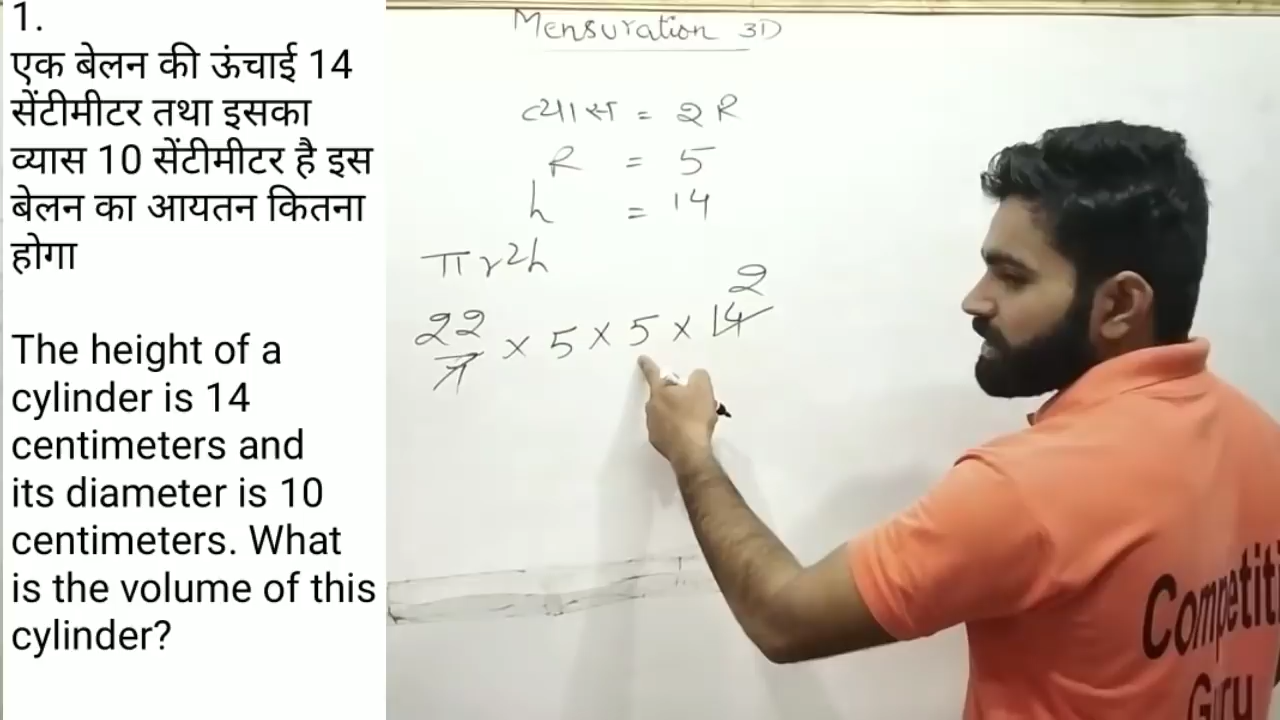 1.
एक बेलन की ऊंचाई 14
सेंटीमीटर तथा इसका
व्यास 10 सेंटीमीटर है इस
बेलन का आयतन कितना
होगा
The height of a
cylinder is 14
centimeters and
its diameter is 10
centimeters. What
is the volume of this
cylinder?
Mensuration 3D
व्यास = 2R
R = 5
h = 14
πr2h
2
22 × 5 × 5 × 14
7
Competiti
Guru